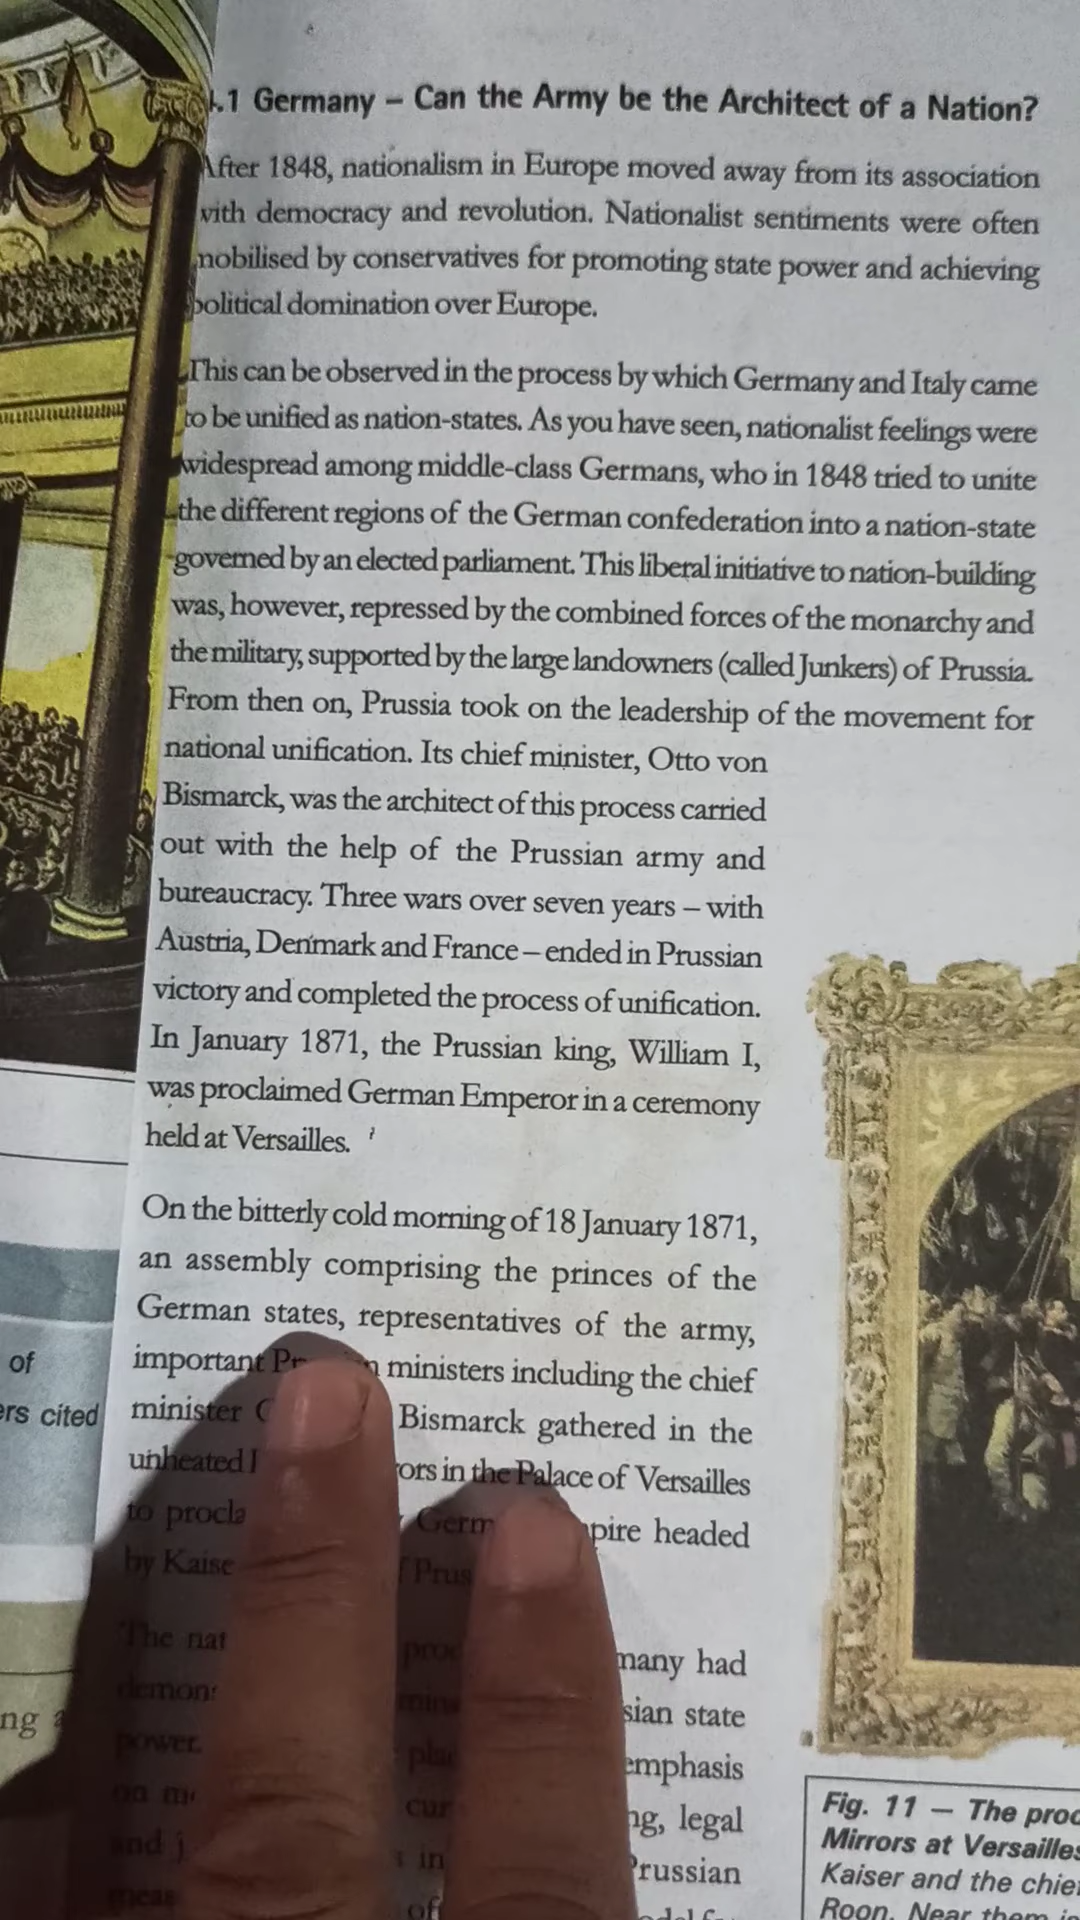 .1 Germany – Can the Army be the Architect of a Nation?
After 1848, nationalism in Europe moved away from its association
with democracy and revolution. Nationalist sentiments were often
mobilised by conservatives for promoting state power and achieving
political domination over Europe.
This can be observed in the process by which Germany and Italy came
to be unified as nation-states. As you have seen, nationalist feelings were
widespread among middle-class Germans, who in 1848 tried to unite
the different regions of the German confederation into a nation-state
governed by an elected parliament. This liberal initiative to nation-building
was, however, repressed by the combined forces of the monarchy and
the military, supported by the large landowners (called Junkers) of Prussia.
From then on, Prussia took on the leadership of the movement for
national unification. Its chief minister, Otto von
Bismarck, was the architect of this process carried
out with the help of the Prussian army and
bureaucracy. Three wars over seven years – with
Austria, Denmark and France – ended in Prussian
victory and completed the process of unification.
In January 1871, the Prussian king, William I,
was proclaimed German Emperor in a ceremony
held at Versailles.
On the bitterly cold morning of 18 January 1871,
an assembly comprising the princes of the
German states, representatives of the army,
important ministers including the chief
minister Bismarck gathered in the
unheated in the Palace of Versailles
to headed
by
The many had
state
power. emphasis
on legal
and in Prussian
of
of
cited
Fig. 11 – The
Mirrors at Versailles
Kaiser and the
Roon. Near them